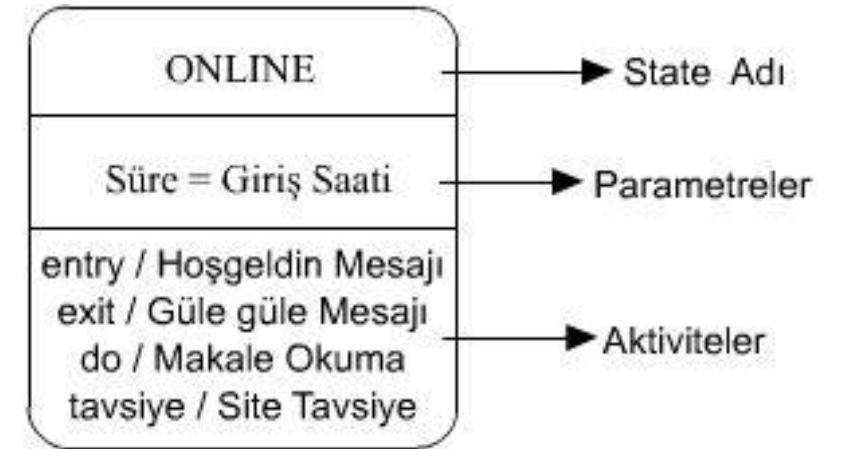 ONLINE
State Adı
Süre = Giriş Saati
Parametreler
entry / Hoşgeldin Mesajı
exit / Güle güle Mesajı
do / Makale Okuma
tavsiye / Site Tavsiye
Aktiviteler